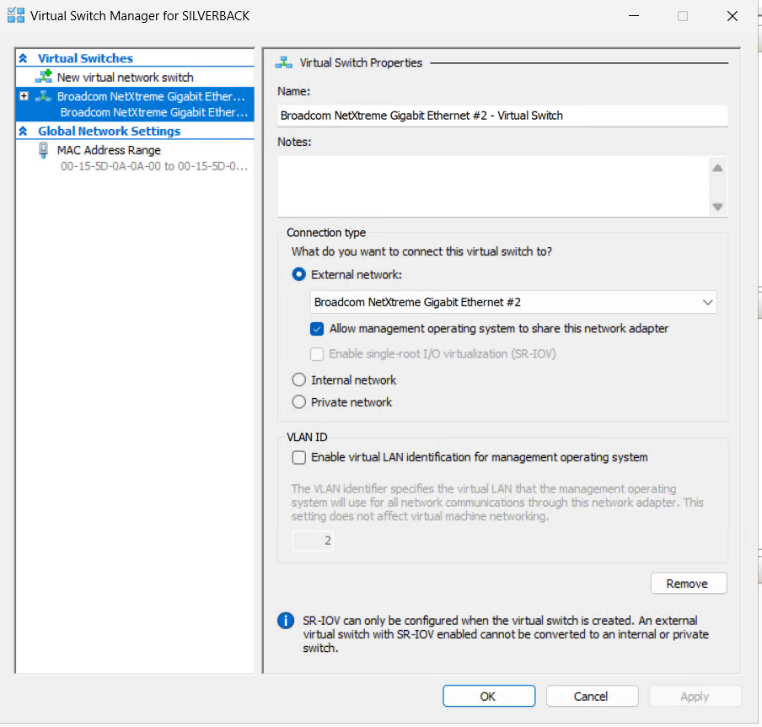 Virtual Switch Manager for SILVERBACK
Virtual Switches
New virtual network switch
Broadcom NetXtreme Gigabit Ether...
Broadcom NetXtreme Gigabit Ether...
Global Network Settings
MAC Address Range
00-15-5D-0A-0A-00 to 00-15-5D-0...
Virtual Switch Properties
Name:
Broadcom NetXtreme Gigabit Ethernet #2 - Virtual Switch
Notes:
Connection type
What do you want to connect this virtual switch to?
External network:
Broadcom NetXtreme Gigabit Ethernet #2
Allow management operating system to share this network adapter
Enable single-root I/O virtualization (SR-IOV)
Internal network
Private network
VLAN ID
Enable virtual LAN identification for management operating system
The VLAN identifier specifies the virtual LAN that the management operating
system will use for all network communications through this network adapter. This
setting does not affect virtual machine networking.
2
Remove
SR-IOV can only be configured when the virtual switch is created. An external
virtual switch with SR-IOV enabled cannot be converted to an internal or private
switch.
OK
Cancel
Apply